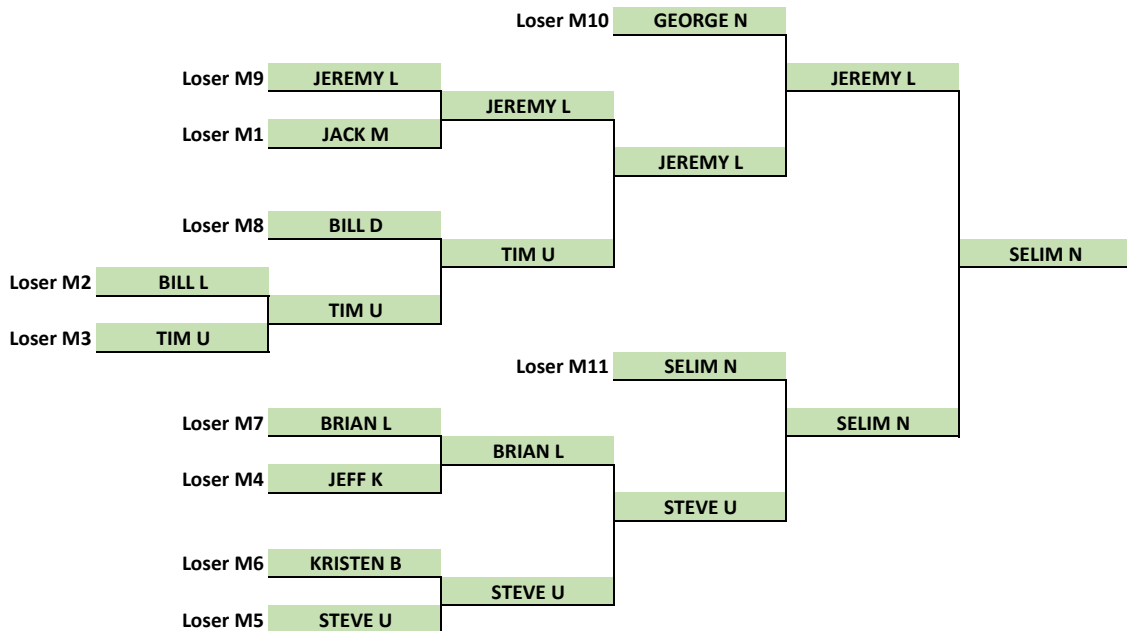 Loser M10 GEORGE N
Loser M9 JEREMY L JEREMY L
JEREMY L
Loser M1 JACK M
JEREMY L
Loser M8 BILL D
TIM U SELIM N
Loser M2 BILL L
TIM U
Loser M3 TIM U
Loser M11 SELIM N
Loser M7 BRIAN L SELIM N
BRIAN L
Loser M4 JEFF K
STEVE U
Loser M6 KRISTEN B
STEVE U
Loser M5 STEVE U